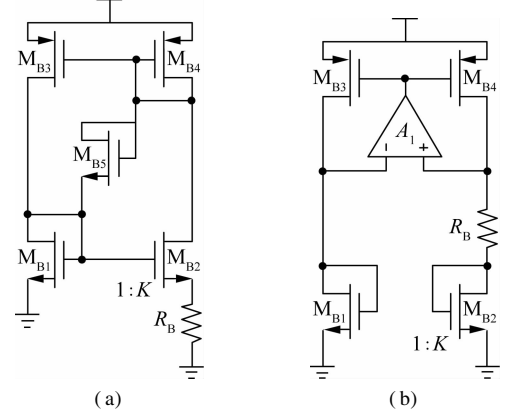 M_B3
M_B4
M_B5
M_B1
M_B2
1:K
R_B
(a)
M_B3
M_B4
A_1
- +
R_B
M_B1
M_B2
1:K
(b)